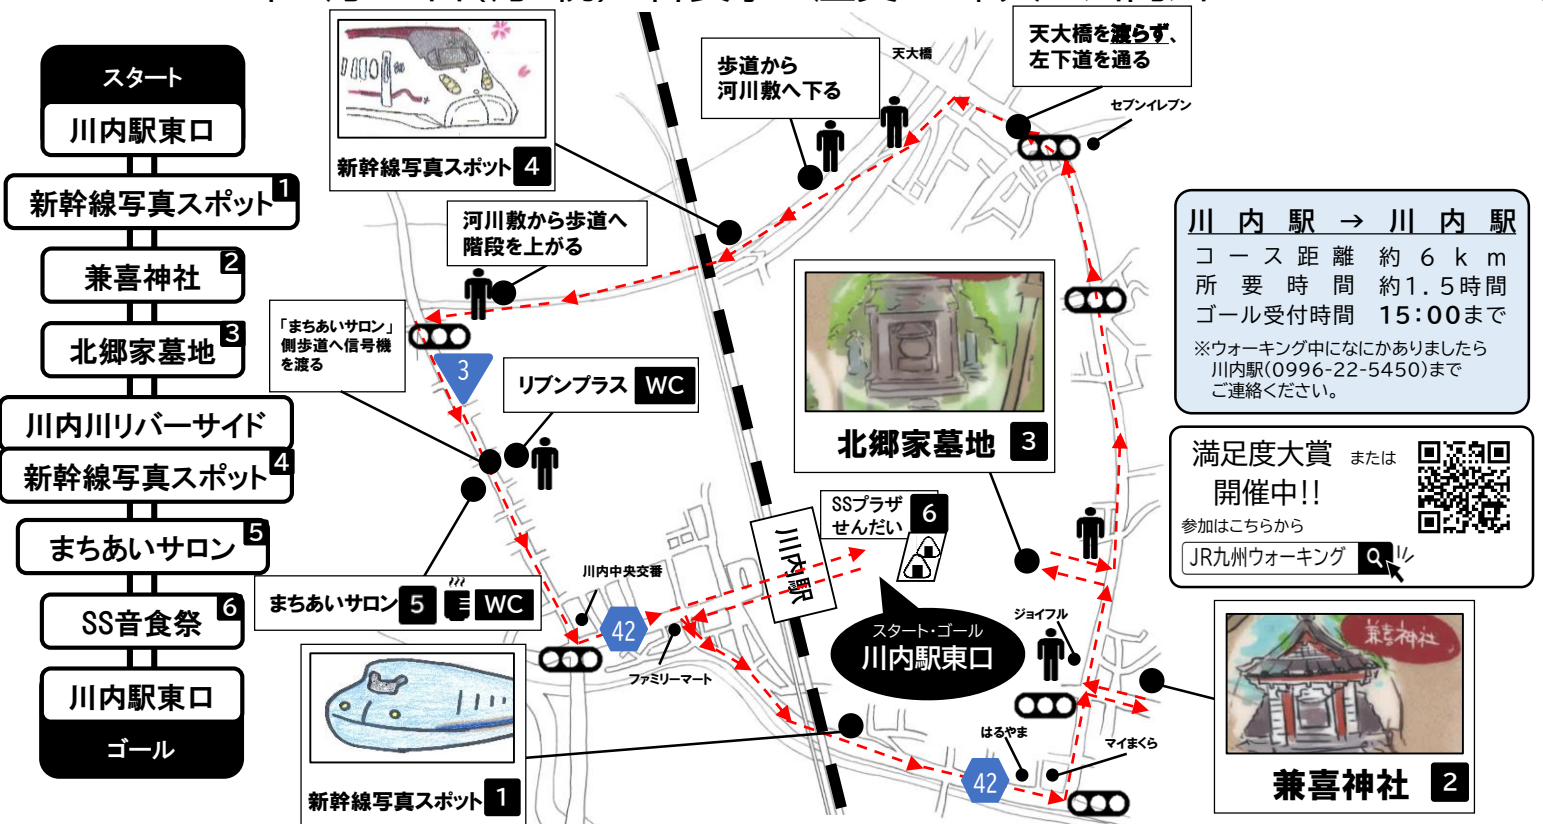 スタート
川内駅東口
新幹線写真スポット 1
兼喜神社 2
北郷家墓地 3
川内川リバーサイド
新幹線写真スポット 4
まちあいサロン 5
SS音食祭 6
川内駅東口
ゴール
新幹線写真スポット 4
歩道から
河川敷へ下る
天大橋
天大橋を渡らず、
左下道を通る
セブンイレブン
河川敷から歩道へ
階段を上がる
「まちあいサロン」
側歩道へ信号機
を渡る
3
リブンプラス WC
北郷家墓地 3
川内駅 → 川内駅
コース距離 約6km
所要時間 約1.5時間
ゴール受付時間 15:00まで
※ウォーキング中になにかありましたら
川内駅(0996-22-5450)まで
ご連絡ください。
満足度大賞 または
開催中!!
参加はこちらから
JR九州ウォーキング
SSプラザ
せんだい 6
川内駅
川内中央交番
まちあいサロン 5 WC
42
ファミリーマート
スタート・ゴール
川内駅東口
ジョイフル
はるやま
マイまくら
42
新幹線写真スポット 1
兼喜神社
兼喜神社 2